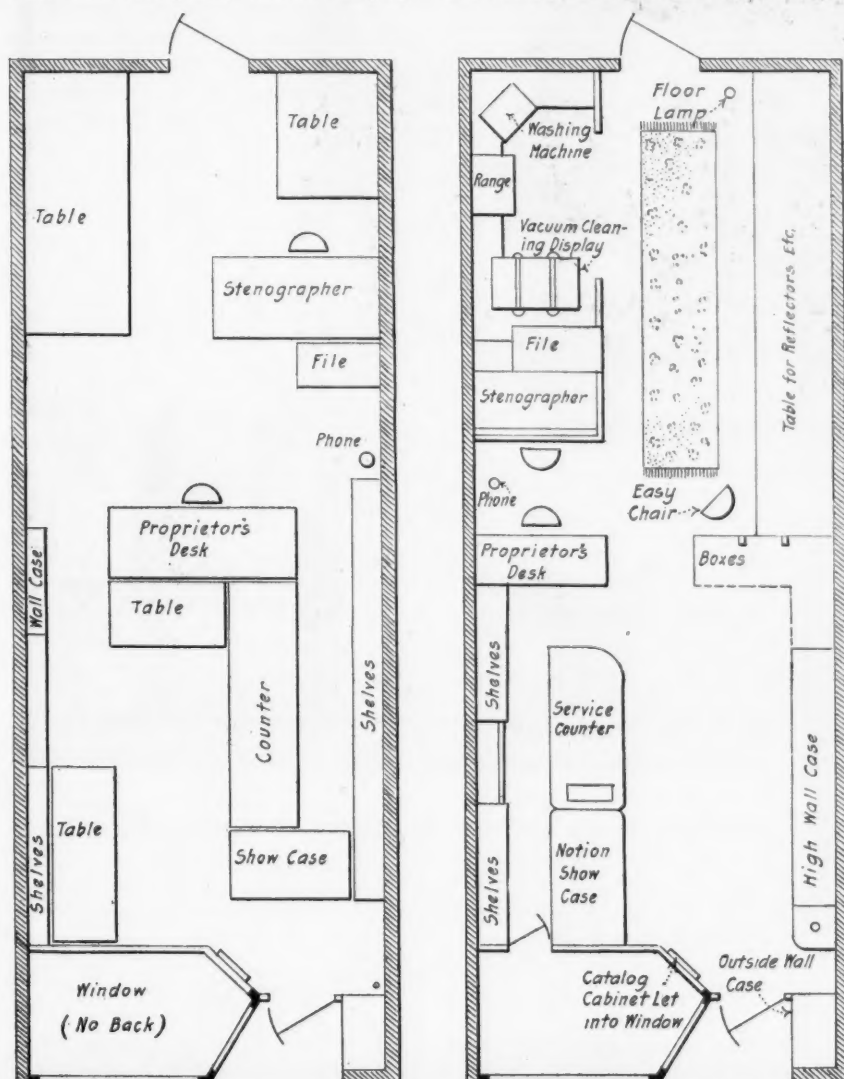 Table
Table
Stenographer
File
Phone
Proprietor's
Desk
Wall Case
Table
Counter
Shelves
Shelves
Table
Show Case
Window
(No Back)
Floor
Lamp
Washing
Machine
Range
Vacuum Clean-
ing Display
File
Stenographer
Table for Reflectors Etc.
Phone
Easy
Chair
Proprietor's
Desk
Boxes
Shelves
Service
Counter
High Wall Case
Shelves
Notion
Show
Case
Catalog
Cabinet Let
into Window
Outside Wall
Case